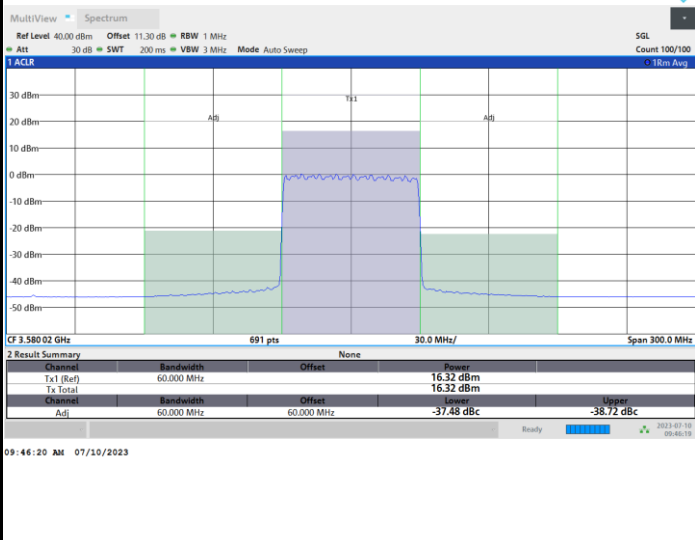 MultiView Spectrum
Ref Level 40.00 dBm Offset 11.30 dB RBW 1 MHz SGL
Att 30 dB SWT 200 ms VBW 3 MHz Mode Auto Sweep Count 100/100
1 ACLR 1Rm Avg
30 dBm
Tx1
20 dBm
Adj Adj
10 dBm
0 dBm
-10 dBm
-20 dBm
-30 dBm
-40 dBm
-50 dBm
CF 3.580 02 GHz 691 pts 30.0 MHz/ Span 300.0 MHz
2 Result Summary None
Channel Bandwidth Offset Power
Tx1 (Ref) 60.000 MHz 16.32 dBm
Tx Total 16.32 dBm
Channel Bandwidth Offset Lower Upper
Adj 60.000 MHz 60.000 MHz -37.48 dBc -38.72 dBc
Ready 2023-07-10
09:46:19
09:46:20 AM 07/10/2023